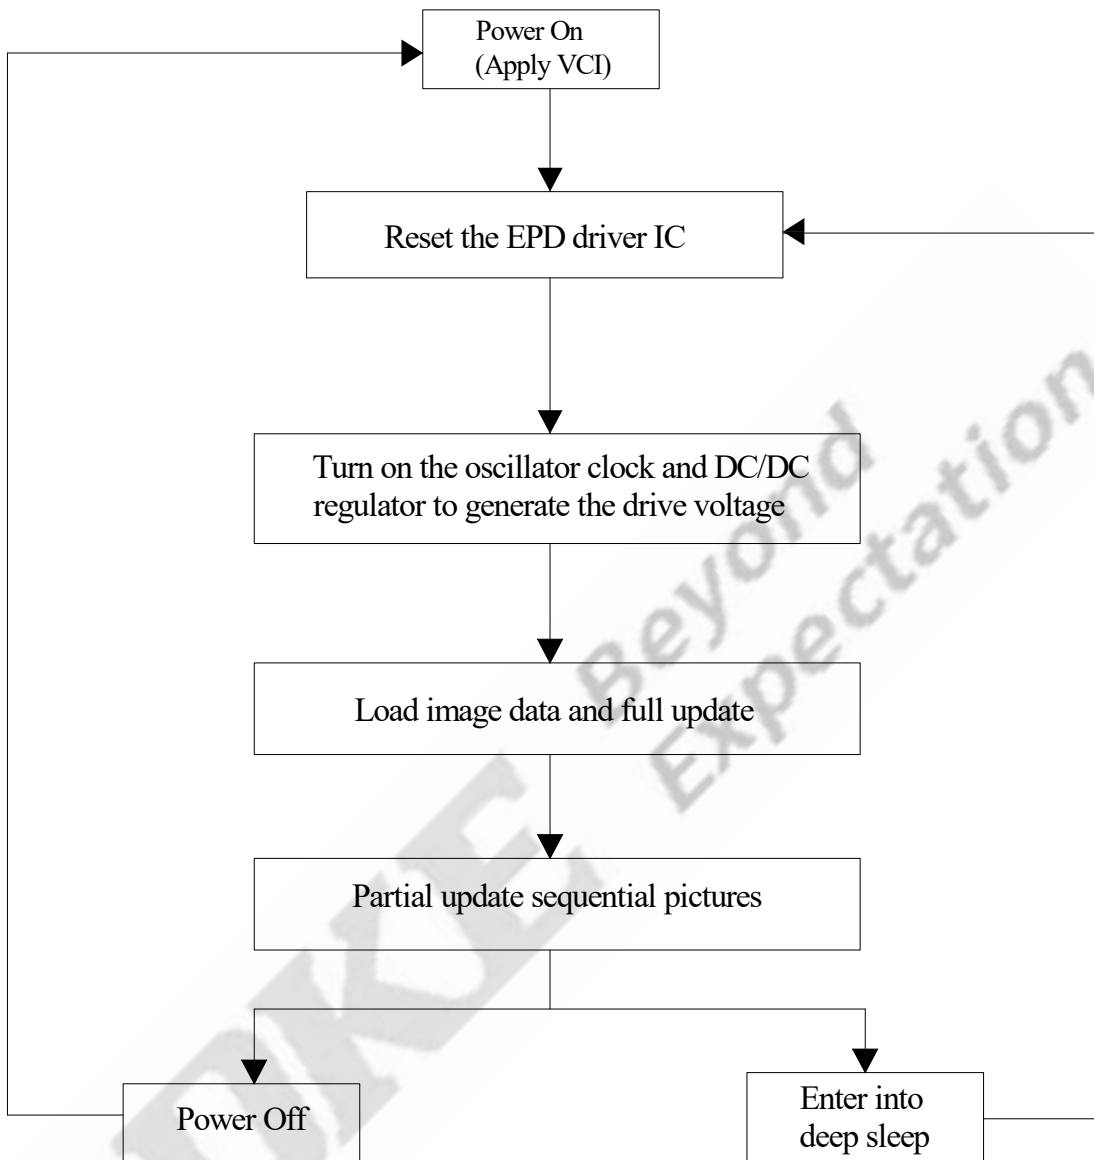 Power On
(Apply VCI)
Reset the EPD driver IC
Turn on the oscillator clock and DC/DC
regulator to generate the drive voltage
Load image data and full update
Partial update sequential pictures
Power Off
Enter into
deep sleep
DKE
Beyond
Expectation